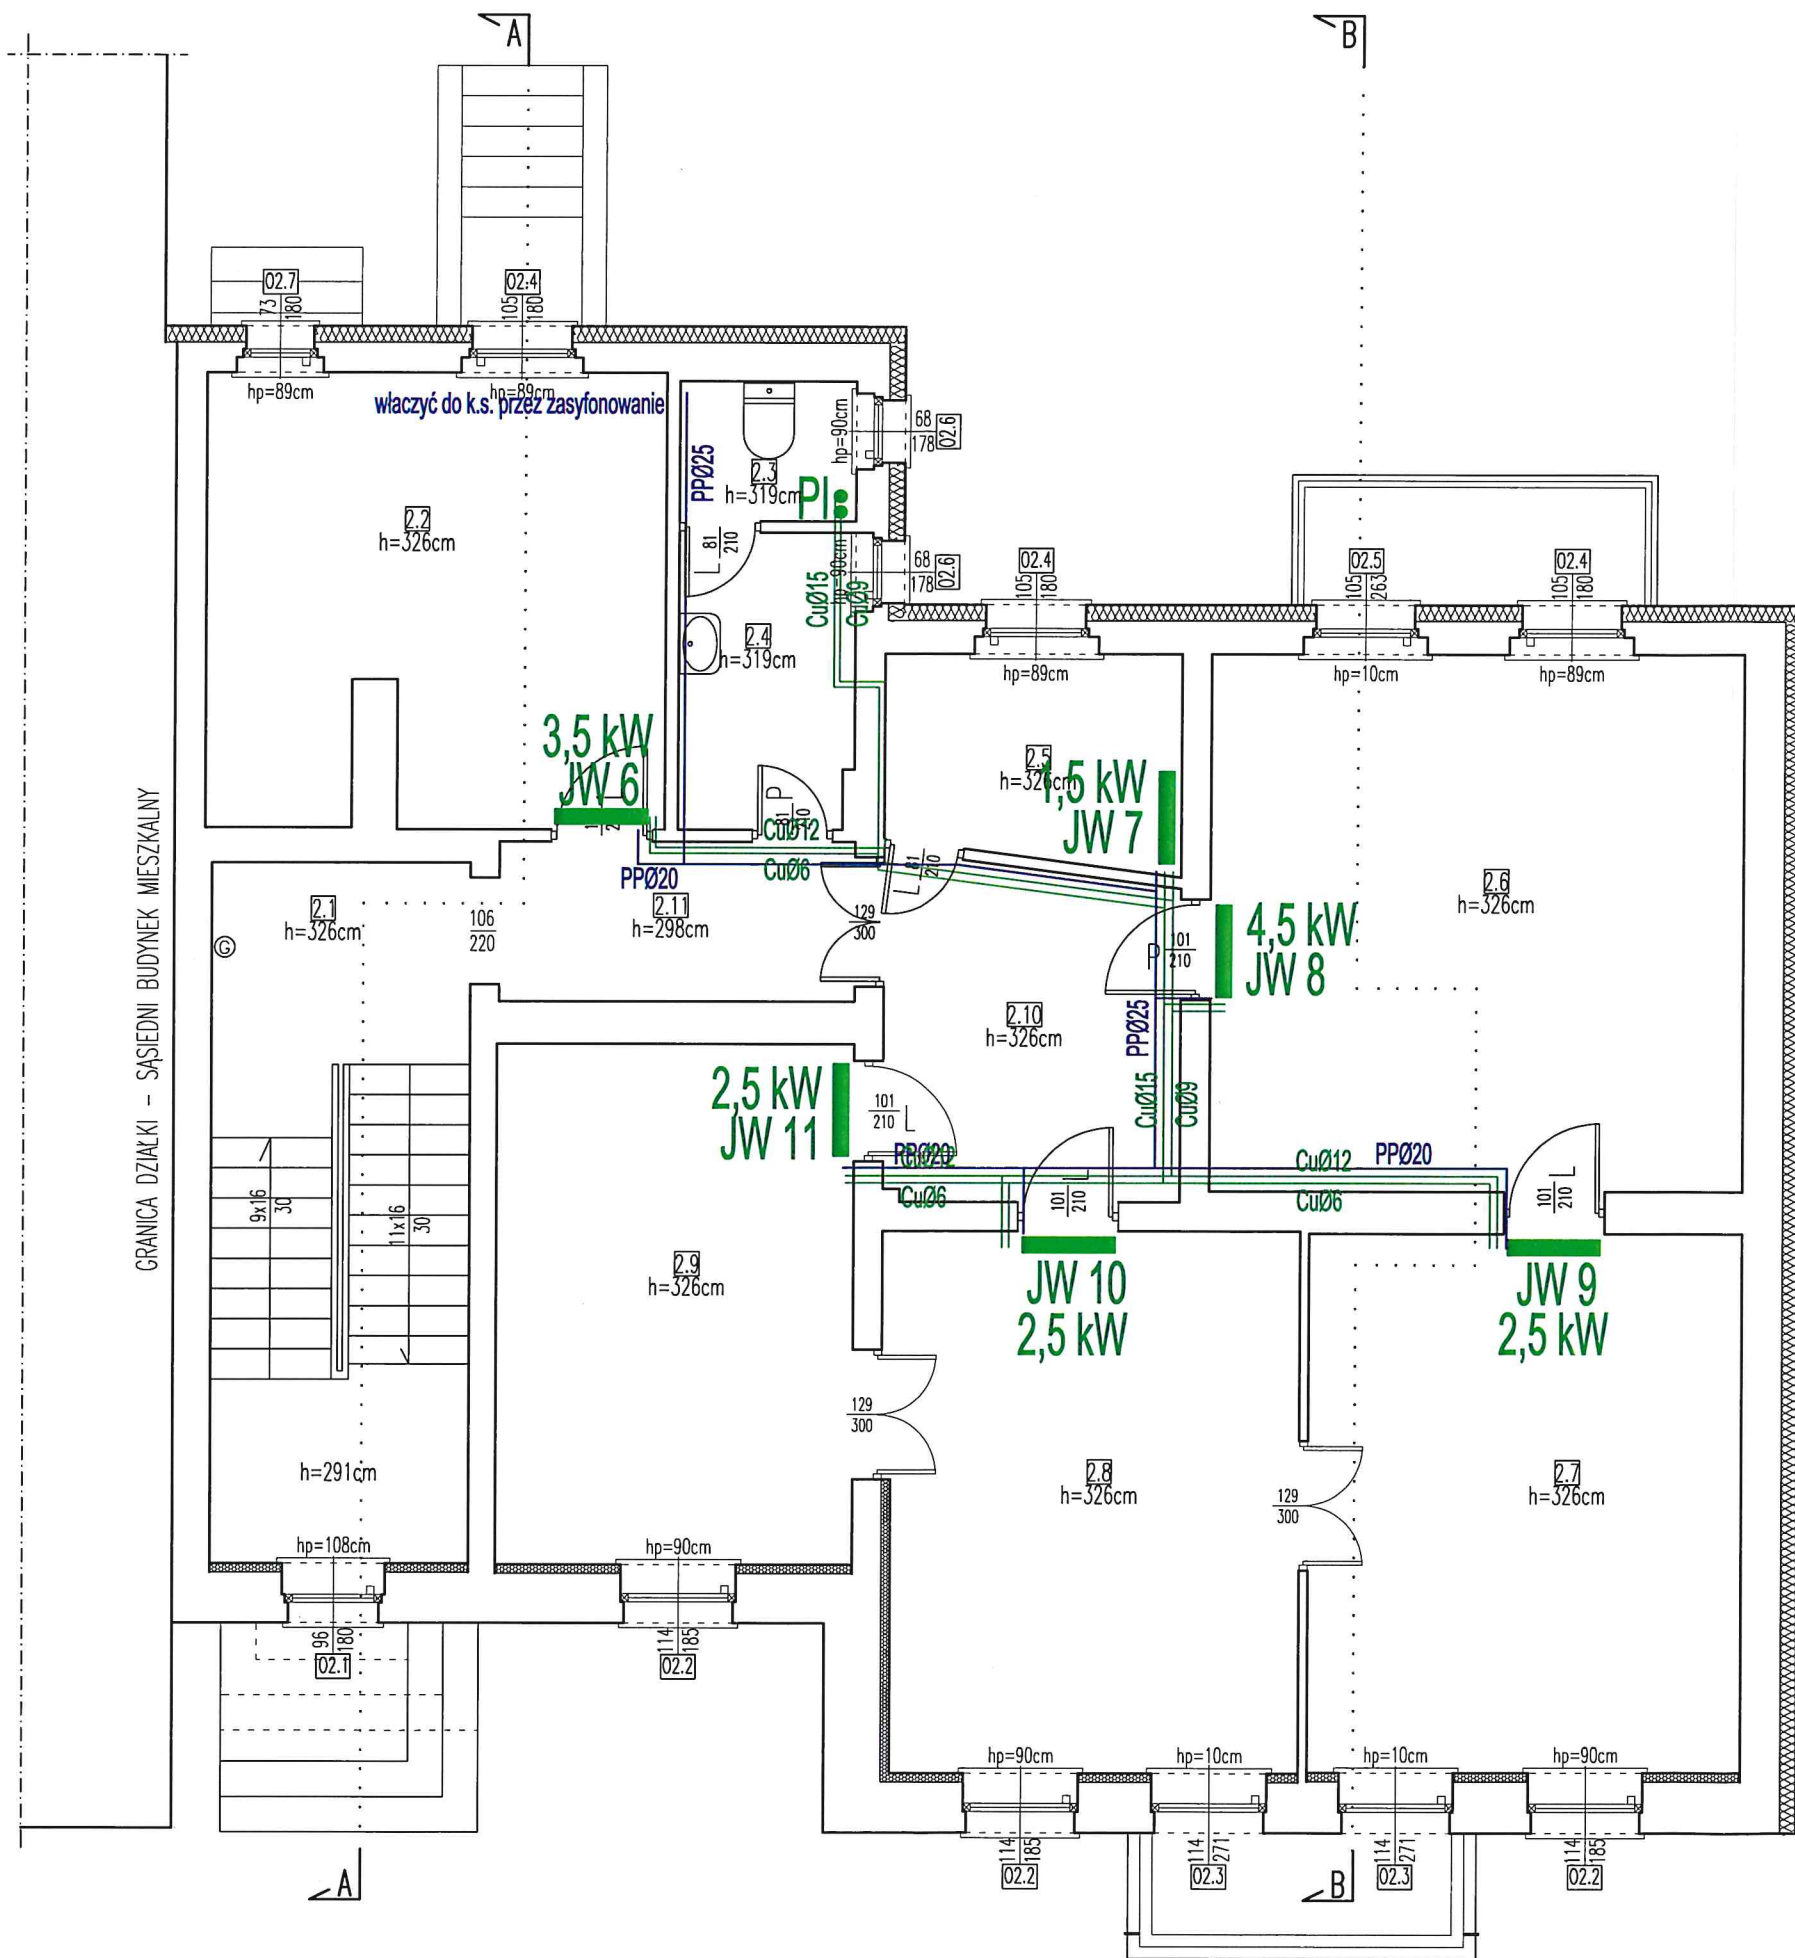 A
B
02.7
73
180
02.4
105
180
hp=89cm
hp=89cm
właczyć do k.s. przez zasyfonowanie
PPØ25
2.3
h=319cm
PI
hp=90cm
68
178
02.6
2.2
h=326cm
81
210
L
CuØ15
CuØ9
68
178
02.6
02.4
105
180
hp=89cm
02.5
105
263
hp=10cm
02.4
105
180
hp=89cm
2.4
h=319cm
3,5 kW
JW 6
P
81
210
CuØ12
CuØ6
PPØ20
2.5
h=326cm
1,5 kW
JW 7
L
81
210
2.6
h=326cm
2.1
h=326cm
G
106
220
2.11
h=298cm
129
300
P
101
210
4,5 kW
JW 8
GRANICA DZIAŁKI - SĄSIEDNI BUDYNEK MIESZKALNY
2.10
h=326cm
PPØ25
CuØ15
CuØ9
2,5 kW
JW 11
101
210
L
PPØ20
CuØ6
L
101
210
CuØ12
PPØ20
CuØ6
L
101
210
9x16
30
11x16
30
2.9
h=326cm
JW 10
2,5 kW
JW 9
2,5 kW
129
300
h=291cm
2.8
h=326cm
129
300
2.7
h=326cm
hp=108cm
96
180
02.1
hp=90cm
114
185
02.2
hp=90cm
114
185
02.2
hp=10cm
114
271
02.3
hp=10cm
114
271
02.3
hp=90cm
114
185
02.2
A
B